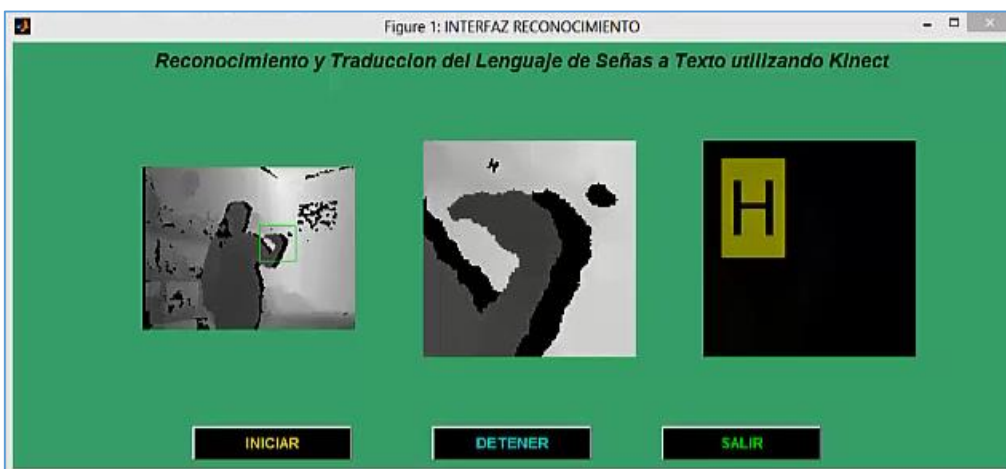 Figure 1: INTERFAZ RECONOCIMIENTO
Reconocimiento y Traduccion del Lenguaje de Señas a Texto utilizando Kinect
H
INICIAR DETENER SALIR